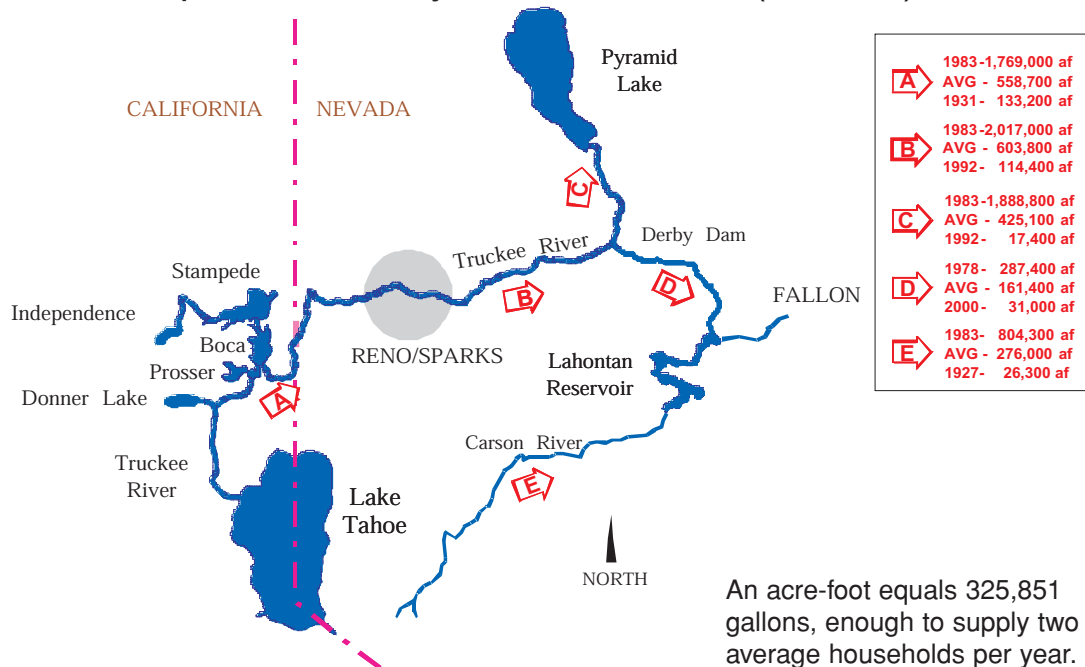 Pyramid
Lake
CALIFORNIA
NEVADA
A
1983-1,769,000 af
AVG - 558,700 af
1931 - 133,200 af
B
1983-2,017,000 af
AVG - 603,800 af
1992- 114,400 af
C
1983-1,888,800 af
AVG - 425,100 af
1992- 17,400 af
D
1978- 287,400 af
AVG - 161,400 af
2000 - 31,000 af
E
1983- 804,300 af
AVG - 276,000 af
1927- 26,300 af
C
Truckee River
Derby Dam
Stampede
D
B
FALLON
Independence
Boca
RENO/SPARKS
Lahontan
Reservoir
Prosser
Donner Lake
A
Carson River
Truckee
River
E
Lake
Tahoe
NORTH
An acre-foot equals 325,851
gallons, enough to supply two
average households per year.